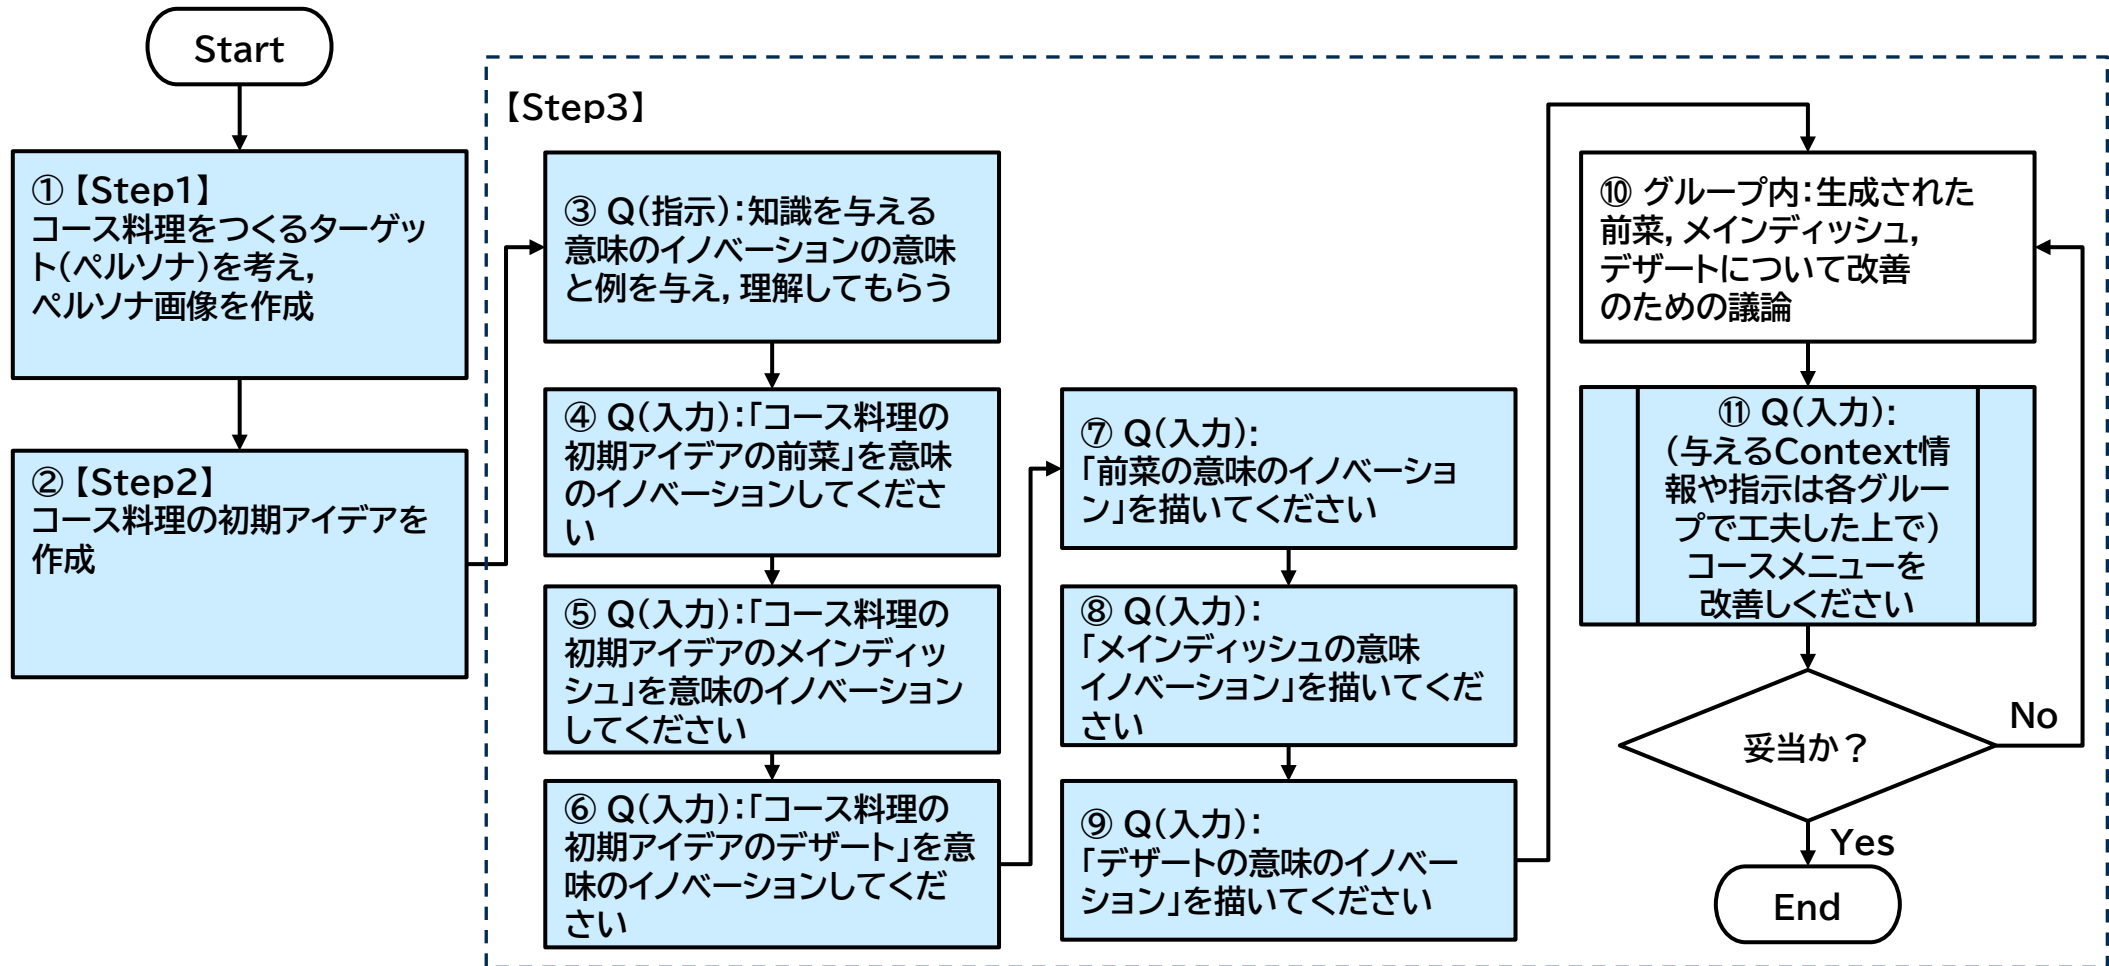 Start
① 【Step1】
コース料理をつくるターゲッ
ト(ペルソナ)を考え,
ペルソナ画像を作成
② 【Step2】
コース料理の初期アイデアを
作成
【Step3】
③ Q(指示):知識を与える
意味のイノベーションの意味
と例を与え, 理解してもらう
④ Q(入力):「コース料理の
初期アイデアの前菜」を意味
のイノベーションしてくださ
い
⑤ Q(入力):「コース料理の
初期アイデアのメインディッ
シュ」を意味のイノベーション
してください
⑥ Q(入力):「コース料理の
初期アイデアのデザート」を意
味のイノベーションしてくだ
さい
⑦ Q(入力):
「前菜の意味のイノベーショ
ン」を描いてください
⑧ Q(入力):
「メインディッシュの意味
イノベーション」を描いてくだ
さい
⑨ Q(入力):
「デザートの意味のイノベー
ション」を描いてください
⑩ グループ内:生成された
前菜, メインディッシュ,
デザートについて改善
のための議論
⑪ Q(入力):
(与えるContext情
報や指示は各グルー
プで工夫した上で)
コースメニューを
改善しください
妥当か？
No
Yes
End